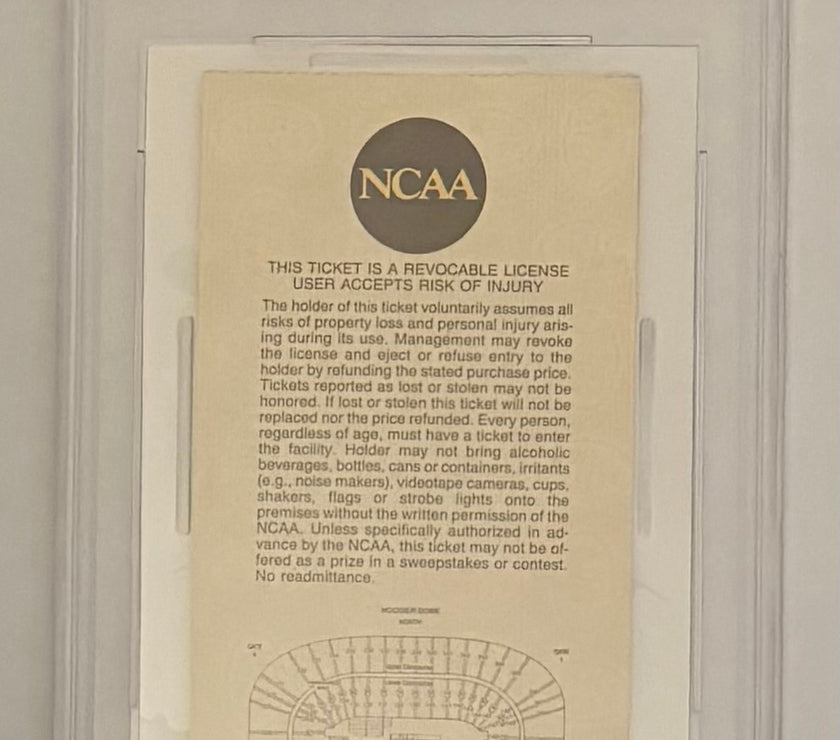 NCAA
THIS TICKET IS A REVOCABLE LICENSE
USER ACCEPTS RISK OF INJURY
The holder of this ticket voluntarily assumes all
risks of property loss and personal injury aris-
ing during its use. Management may revoke
the license and eject or refuse entry to the
holder by refunding the stated purchase price.
Tickets reported as lost or stolen may not be
honored. If lost or stolen this ticket will not be
replaced nor the price refunded. Every person,
regardless of age, must have a ticket to enter
the facility. Holder may not bring alcoholic
beverages, bottles, cans or containers, irritants
(e.g., noise makers), videotape cameras, cups,
shakers, flags or strobe lights onto the
premises without the written permission of the
NCAA. Unless specifically authorized in ad-
vance by the NCAA, this ticket may not be of-
fered as a prize in a sweepstakes or contest.
No readmittance.
HOOSIER DOME
NORTH